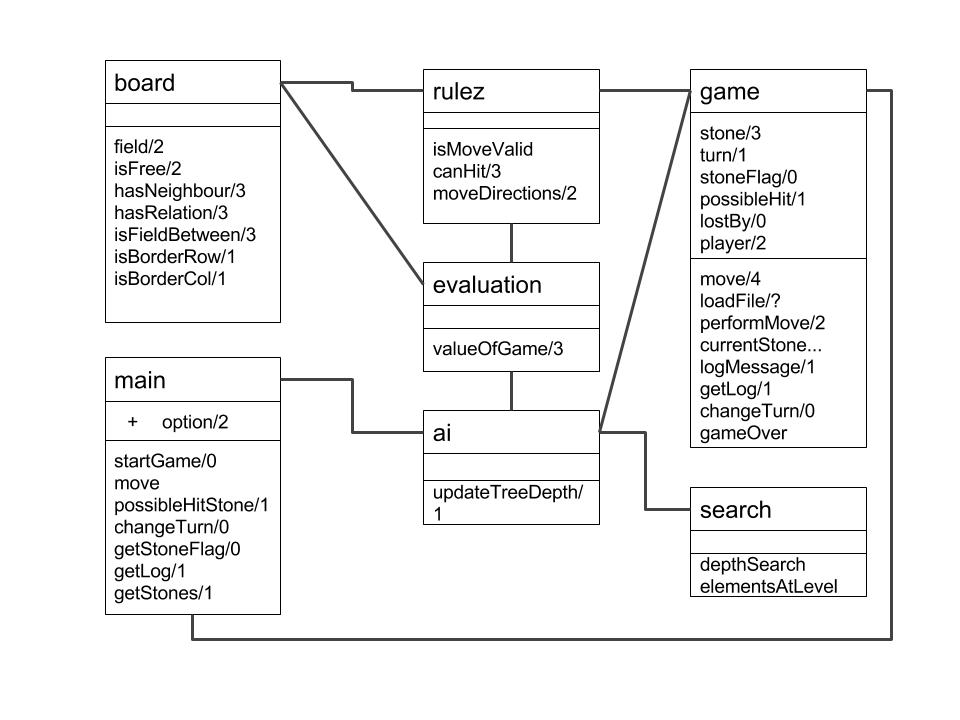 board
field/2
isFree/2
hasNeighbour/3
hasRelation/3
isFieldBetween/3
isBorderRow/1
isBorderCol/1
rulez
isMoveValid
canHit/3
moveDirections/2
game
stone/3
turn/1
stoneFlag/0
possibleHit/1
lostBy/0
player/2
move/4
loadFile/?
performMove/2
currentStone...
logMessage/1
getLog/1
changeTurn/0
gameOver
evaluation
valueOfGame/3
main
+ option/2
startGame/0
move
possibleHitStone/1
changeTurn/0
getStoneFlag/0
getLog/1
getStones/1
ai
updateTreeDepth/
1
search
depthSearch
elementsAtLevel